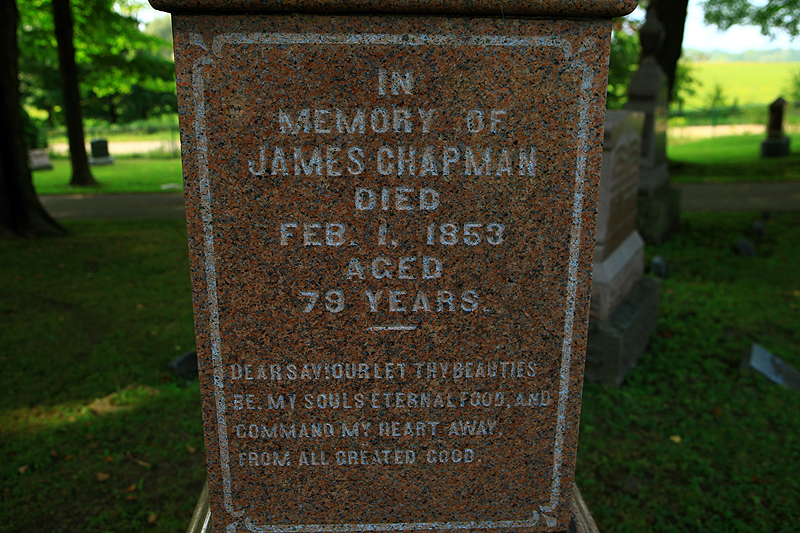 IN
MEMORY OF
JAMES CHAPMAN
DIED
FEB. 1, 1853
AGED
79 YEARS.
DEAR SAVIOUR LET THY BEAUTIES
BE, MY SOULS ETERNAL FOOD, AND
COMMAND MY HEART AWAY,
FROM ALL CREATED GOOD.